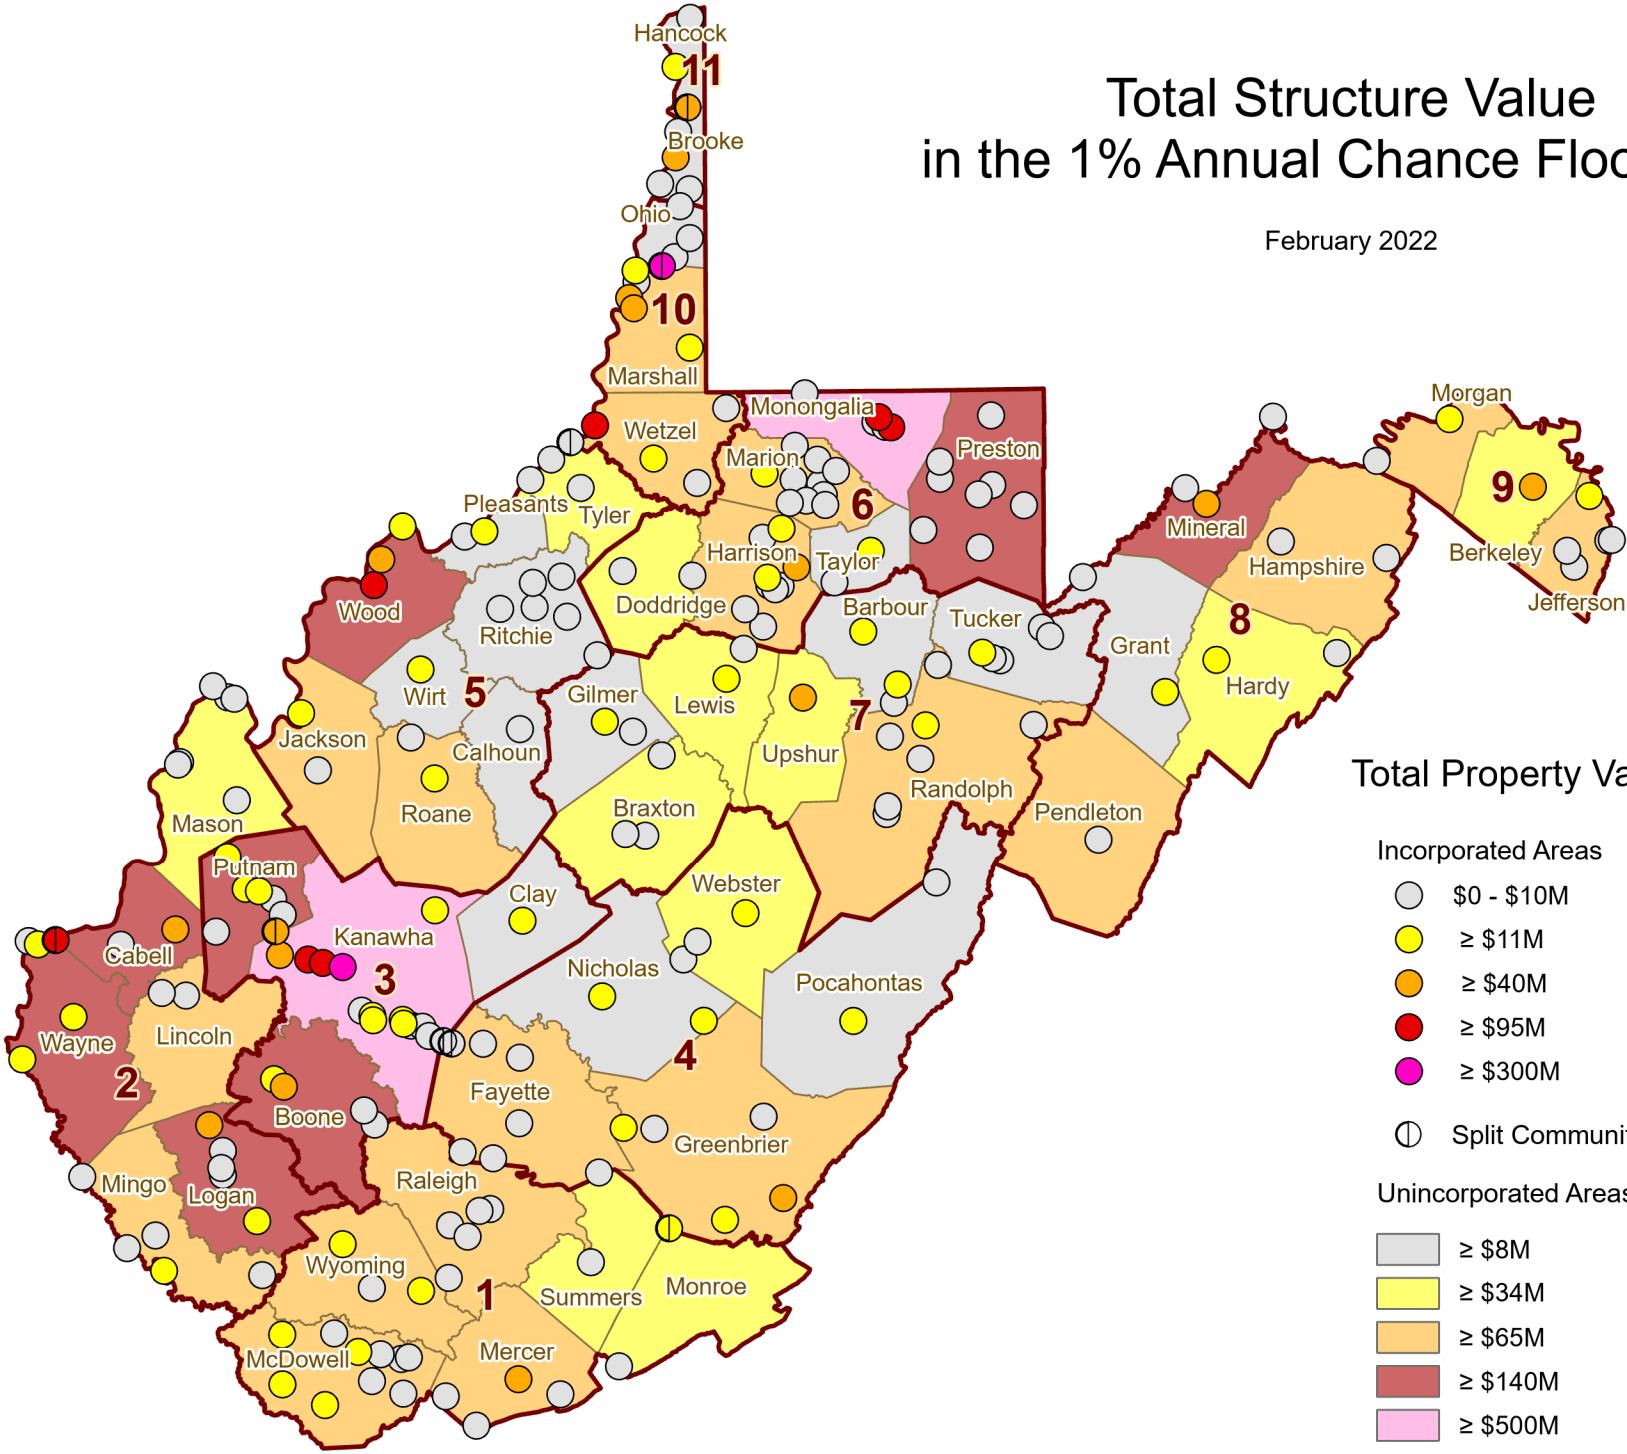 Total Structure Value
in the 1% Annual Chance Floo
February 2022
Hancock
11
Brooke
Ohio
10
Marshall
Wetzel
Monongalia
Preston
Marion
6
Pleasants
Tyler
Harrison
Taylor
Doddridge
Wood
Ritchie
Barbour
Tucker
Mineral
Hampshire
Morgan
9
Berkeley
Jefferson
8
Grant
Hardy
Wirt
5
Gilmer
Lewis
7
Jackson
Calhoun
Upshur
Roane
Braxton
Randolph
Pendleton
Mason
Putnam
Clay
Webster
Kanawha
3
Cabell
Nicholas
Pocahontas
Wayne
Lincoln
2
4
Boone
Fayette
Greenbrier
Mingo
Logan
Raleigh
Wyoming
1
Summers
Monroe
McDowell
Mercer
Total Property Va
Incorporated Areas
$0 - $10M
≥ $11M
≥ $40M
≥ $95M
≥ $300M
Split Communi
Unincorporated Areas
≥ $8M
≥ $34M
≥ $65M
≥ $140M
≥ $500M